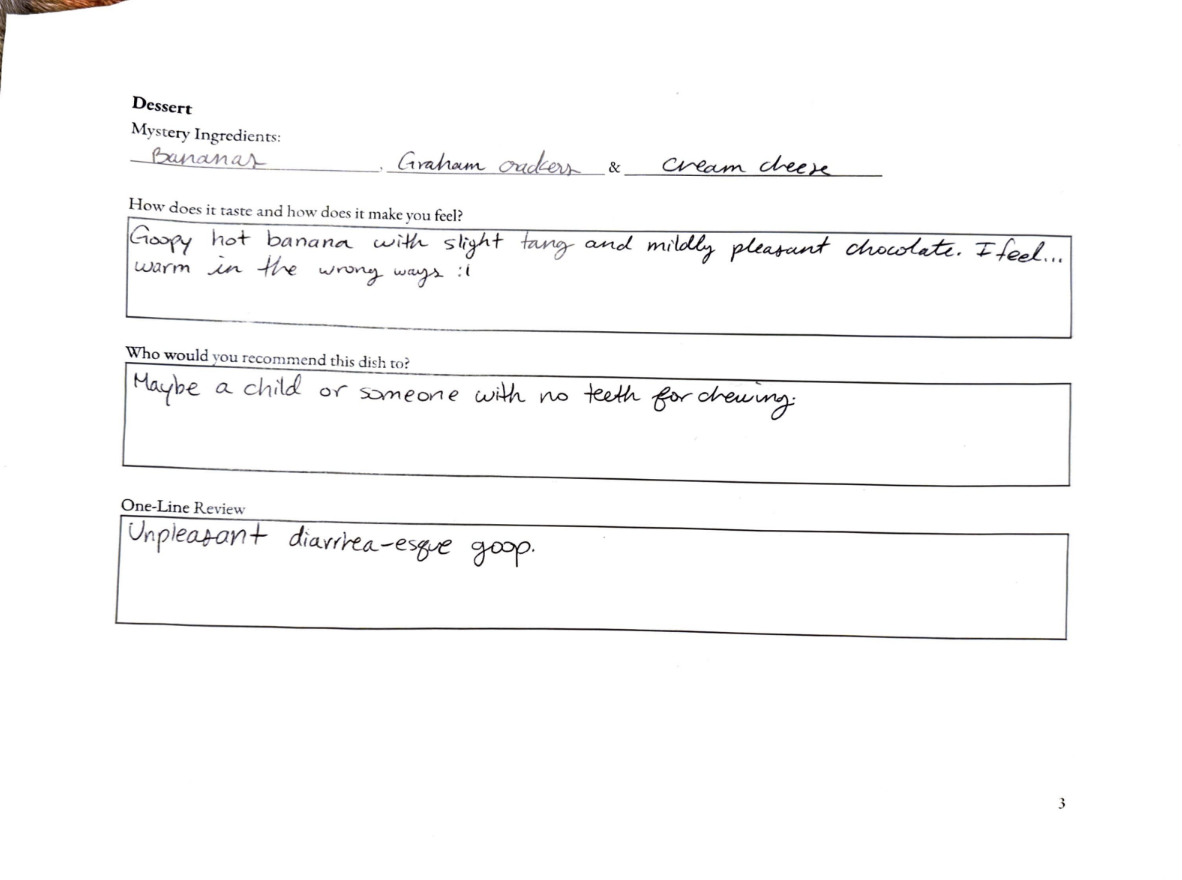 Dessert
Mystery Ingredients:
Bananas, Graham crackers & cream cheese
How does it taste and how does it make you feel?
Goopy hot banana with slight tang and mildly pleasant chocolate. I feel...
warm in the wrong ways :l
Who would you recommend this dish to?
Maybe a child or someone with no teeth for chewing.
One-Line Review
Unpleasant diarrhea-esque goop.
3